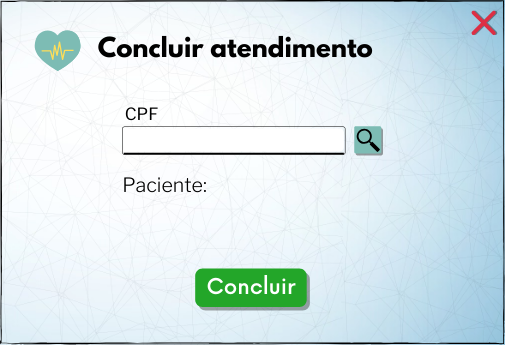 Concluir atendimento
CPF
Paciente:
Concluir